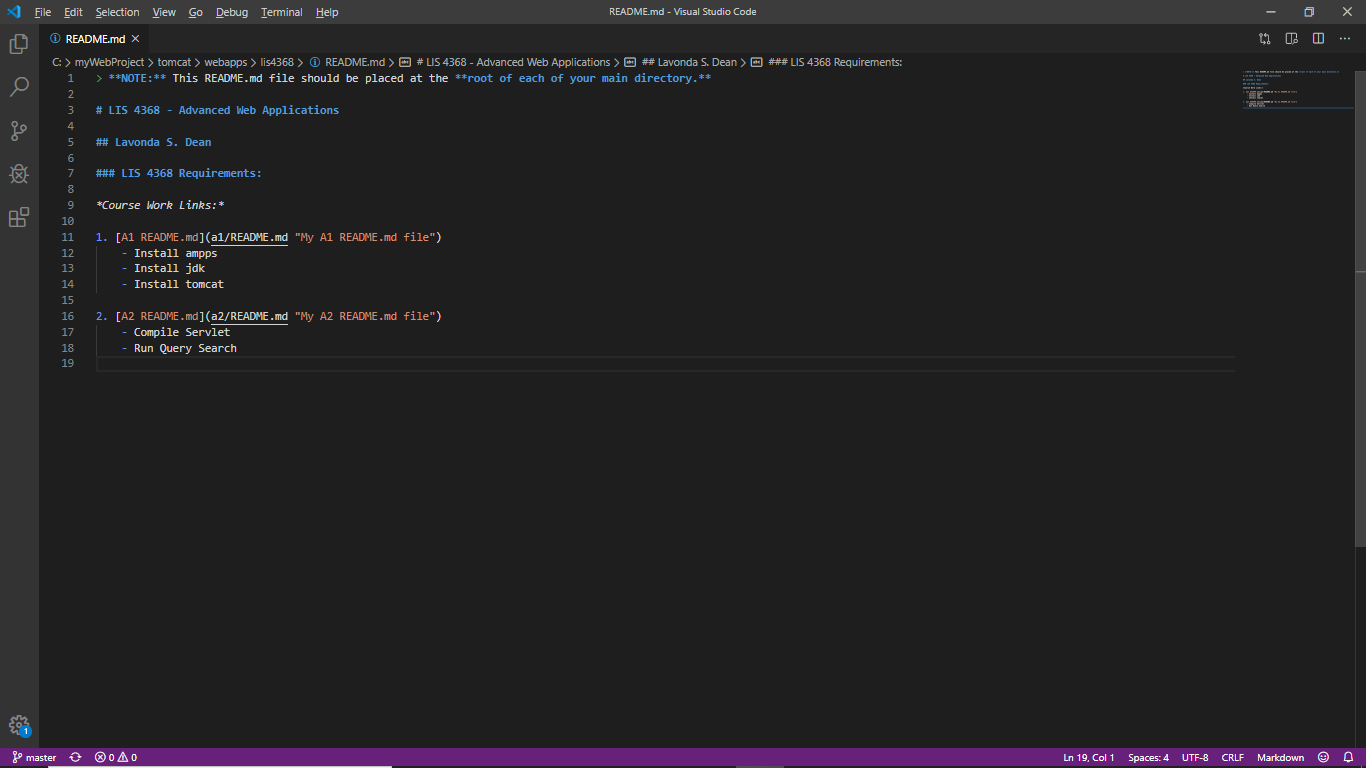 File Edit Selection View Go Debug Terminal Help README.md - Visual Studio Code
README.md
C: > myWebProject > tomcat > webapps > lis4368 > README.md > # LIS 4368 - Advanced Web Applications > ## Lavonda S. Dean > ### LIS 4368 Requirements:
1 > **NOTE:** This README.md file should be placed at the **root of each of your main directory.**
2
3 # LIS 4368 - Advanced Web Applications
4
5 ## Lavonda S. Dean
6
7 ### LIS 4368 Requirements:
8
9 *Course Work Links:*
10
11 1. [A1 README.md](a1/README.md "My A1 README.md file")
12 - Install ampps
13 - Install jdk
14 - Install tomcat
15
16 2. [A2 README.md](a2/README.md "My A2 README.md file")
17 - Compile Servlet
18 - Run Query Search
19
1
master 0 0 Ln 19, Col 1 Spaces: 4 UTF-8 CRLF Markdown